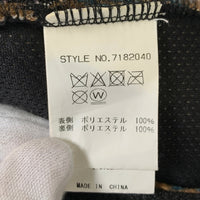 STYLE NO.7182040
W
表側 ポリエステル 100%
裏側 ポリエステル 100%
MADE IN CHINA